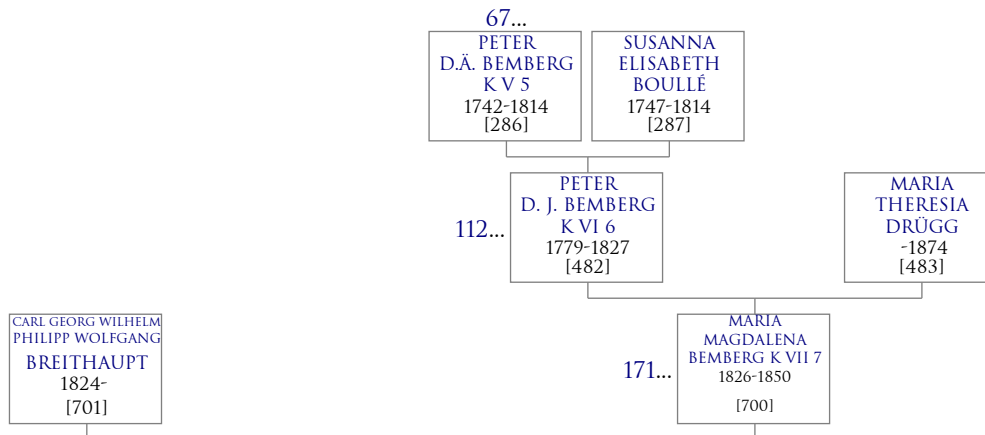 67...
PETER
D.Ä. BEMBERG
K V 5
1742-1814
[286]
SUSANNA
ELISABETH
BOULLÉ
1747-1814
[287]
112...
PETER
D. J. BEMBERG
K VI 6
1779-1827
[482]
MARIA
THERESIA
DRÜGG
-1874
[483]
CARL GEORG WILHELM
PHILIPP WOLFGANG
BREITHAUPT
1824-
[701]
171...
MARIA
MAGDALENA
BEMBERG K VII 7
1826-1850
[700]